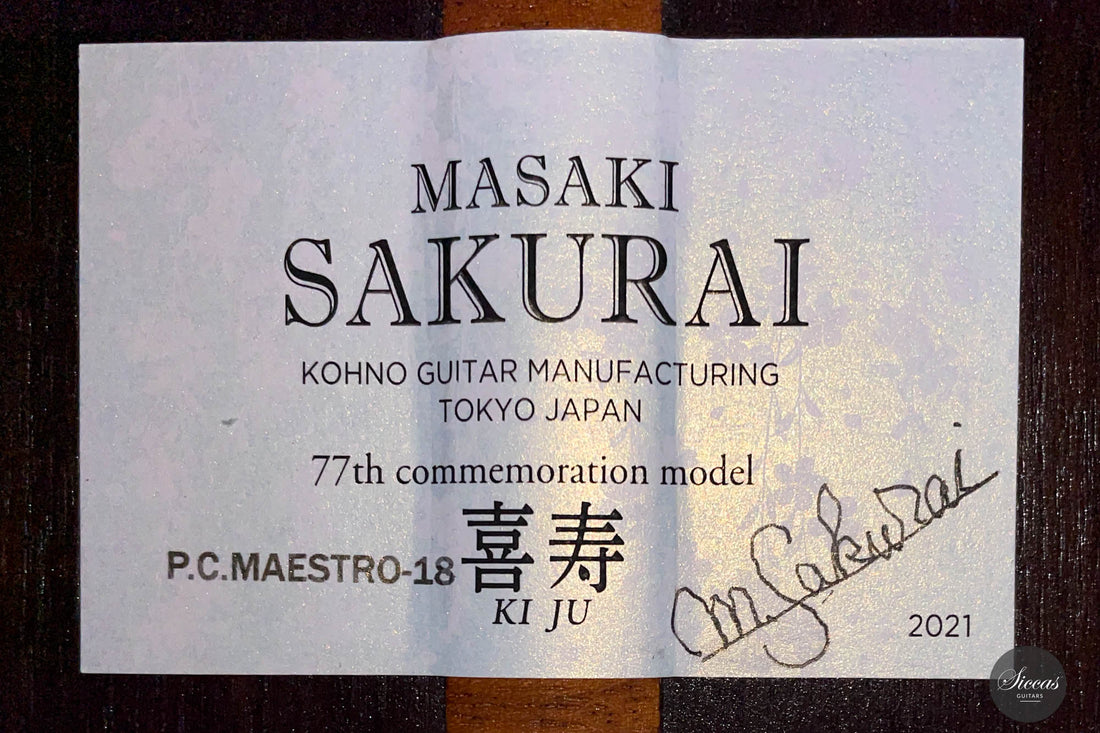 MASAKI
SAKURAI
KOHNO GUITAR MANUFACTURING
TOKYO JAPAN
77th commemoration model
喜寿
P.C.MAESTRO-18
KI JU
M. Sakurai
2021
Siccas
GUITARS